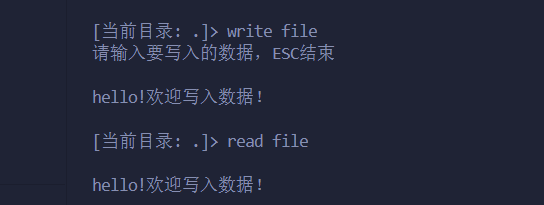 [当前目录: .]> write file
请输入要写入的数据，ESC结束
hello!欢迎写入数据!
[当前目录: .]> read file
hello!欢迎写入数据!